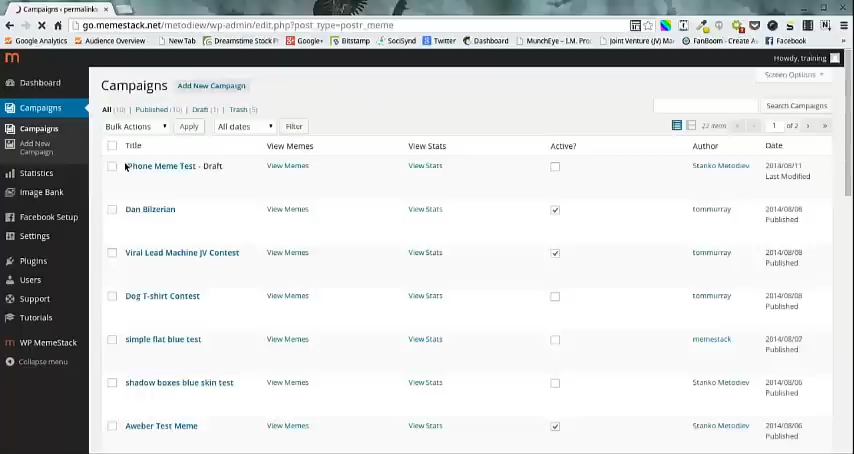 Campaigns ‹ permalink
go.memestack.net/metodiew/wp-admin/edit.php?post_type=postr_meme
Google Analytics Audience Overview New Tab Dreamstime Stock Google+ Bitstamp SociSynd Twitter Dashboard MunchEye – I.M. Pro Joint Venture (JV) Ma FanBoom - Create A Facebook
Howdy, training
Screen Options
Dashboard
Campaigns
Campaigns
Add New
Campaign
Statistics
Image Bank
Facebook Setup
Settings
Plugins
Users
Support
Tutorials
WP MemeStack
Collapse menu
Campaigns Add New Campaign
All (10) | Published (10) | Draft (1) | Trash (5)
Search Campaigns
Bulk Actions Apply All dates Filter
22 items « ‹ 1 of 2 › »
Title View Memes View Stats Active? Author Date
iPhone Meme Test - Draft View Memes View Stats Stanko Metodiev 2014/08/11
Last Modified
Dan Bilzerian View Memes View Stats tommurray 2014/08/08
Published
Viral Lead Machine JV Contest View Memes View Stats tommurray 2014/08/08
Published
Dog T-shirt Contest View Memes View Stats tommurray 2014/08/08
Published
simple flat blue test View Memes View Stats memestack 2014/08/07
Published
shadow boxes blue skin test View Memes View Stats Stanko Metodiev 2014/08/06
Published
Aweber Test Meme View Memes View Stats Stanko Metodiev 2014/08/06
Published